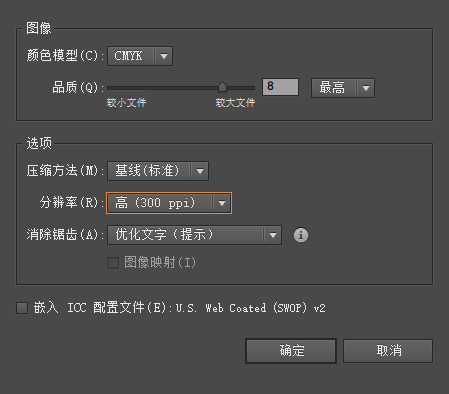 图像
颜色模型(C): CMYK
品质(Q): 8 最高
较小文件 较大文件
选项
压缩方法(M): 基线(标准)
分辨率(R): 高 (300 ppi)
消除锯齿(A): 优化文字（提示）
图像映射(I)
嵌入 ICC 配置文件(E): U.S. Web Coated (SWOP) v2
确定 取消